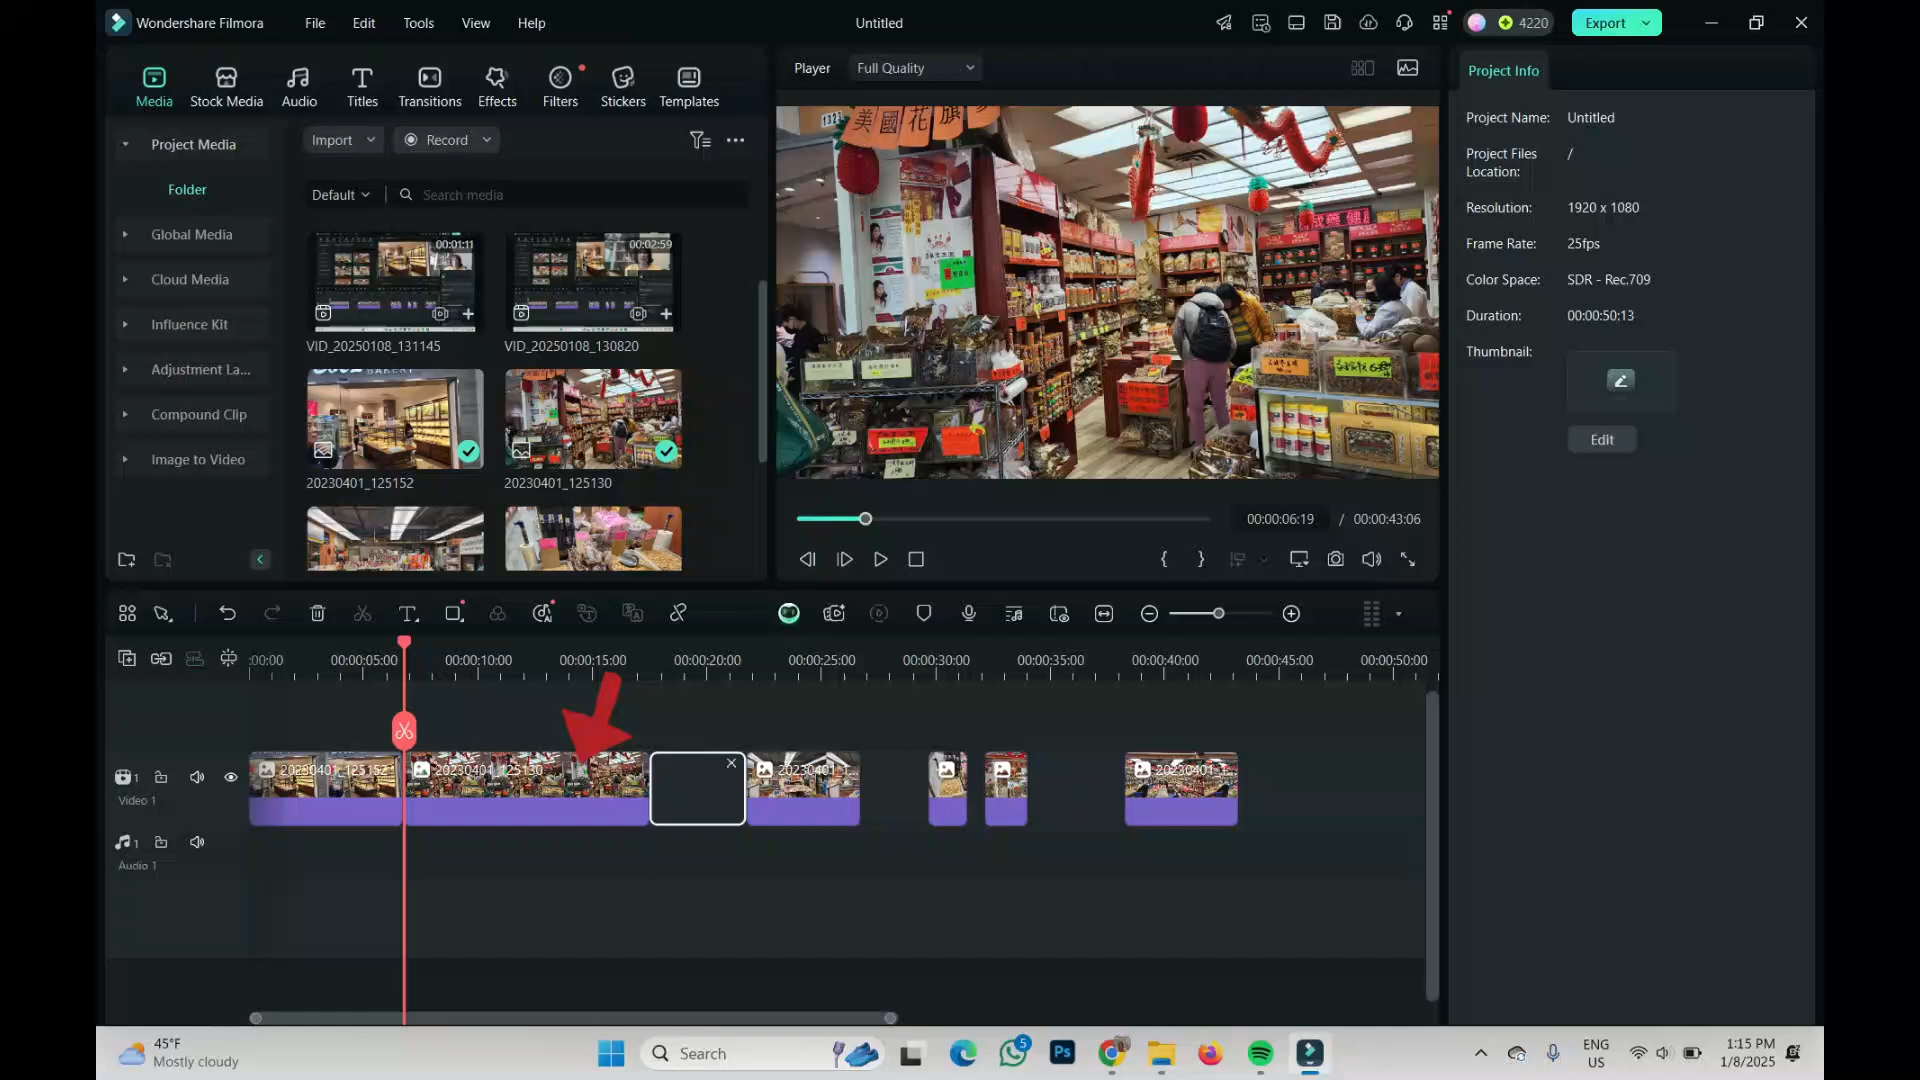 Wondershare Filmora
File
Edit
Tools
View
Help
Untitled
4220
Export
Media
Stock Media
Audio
Titles
Transitions
Effects
Filters
Stickers
Templates
Player
Full Quality
Project Info
Project Media
Folder
Global Media
Cloud Media
Influence Kit
Adjustment La...
Compound Clip
Image to Video
Import
Record
Default
Search media
00:01:11
00:02:59
VID_20250108_131145
VID_20250108_130820
BAKERY
20230401_125152
20230401_125130
132
美國花旗
00:00:06:19
/
00:00:43:06
Project Name:
Untitled
Project Files
Location:
/
Resolution:
1920 x 1080
Frame Rate:
25fps
Color Space:
SDR - Rec.709
Duration:
00:00:50:13
Thumbnail:
Edit
:00:00
00:00:05:00
00:00:10:00
00:00:15:00
00:00:20:00
00:00:25:00
00:00:30:00
00:00:35:00
00:00:40:00
00:00:45:00
00:00:50:00
20230401_125152
20230401_125130
20230401_1...
20230401_1...
1
Video 1
1
Audio 1
45°F
Mostly cloudy
Search
5
Ps
ENG
US
1:15 PM
1/8/2025